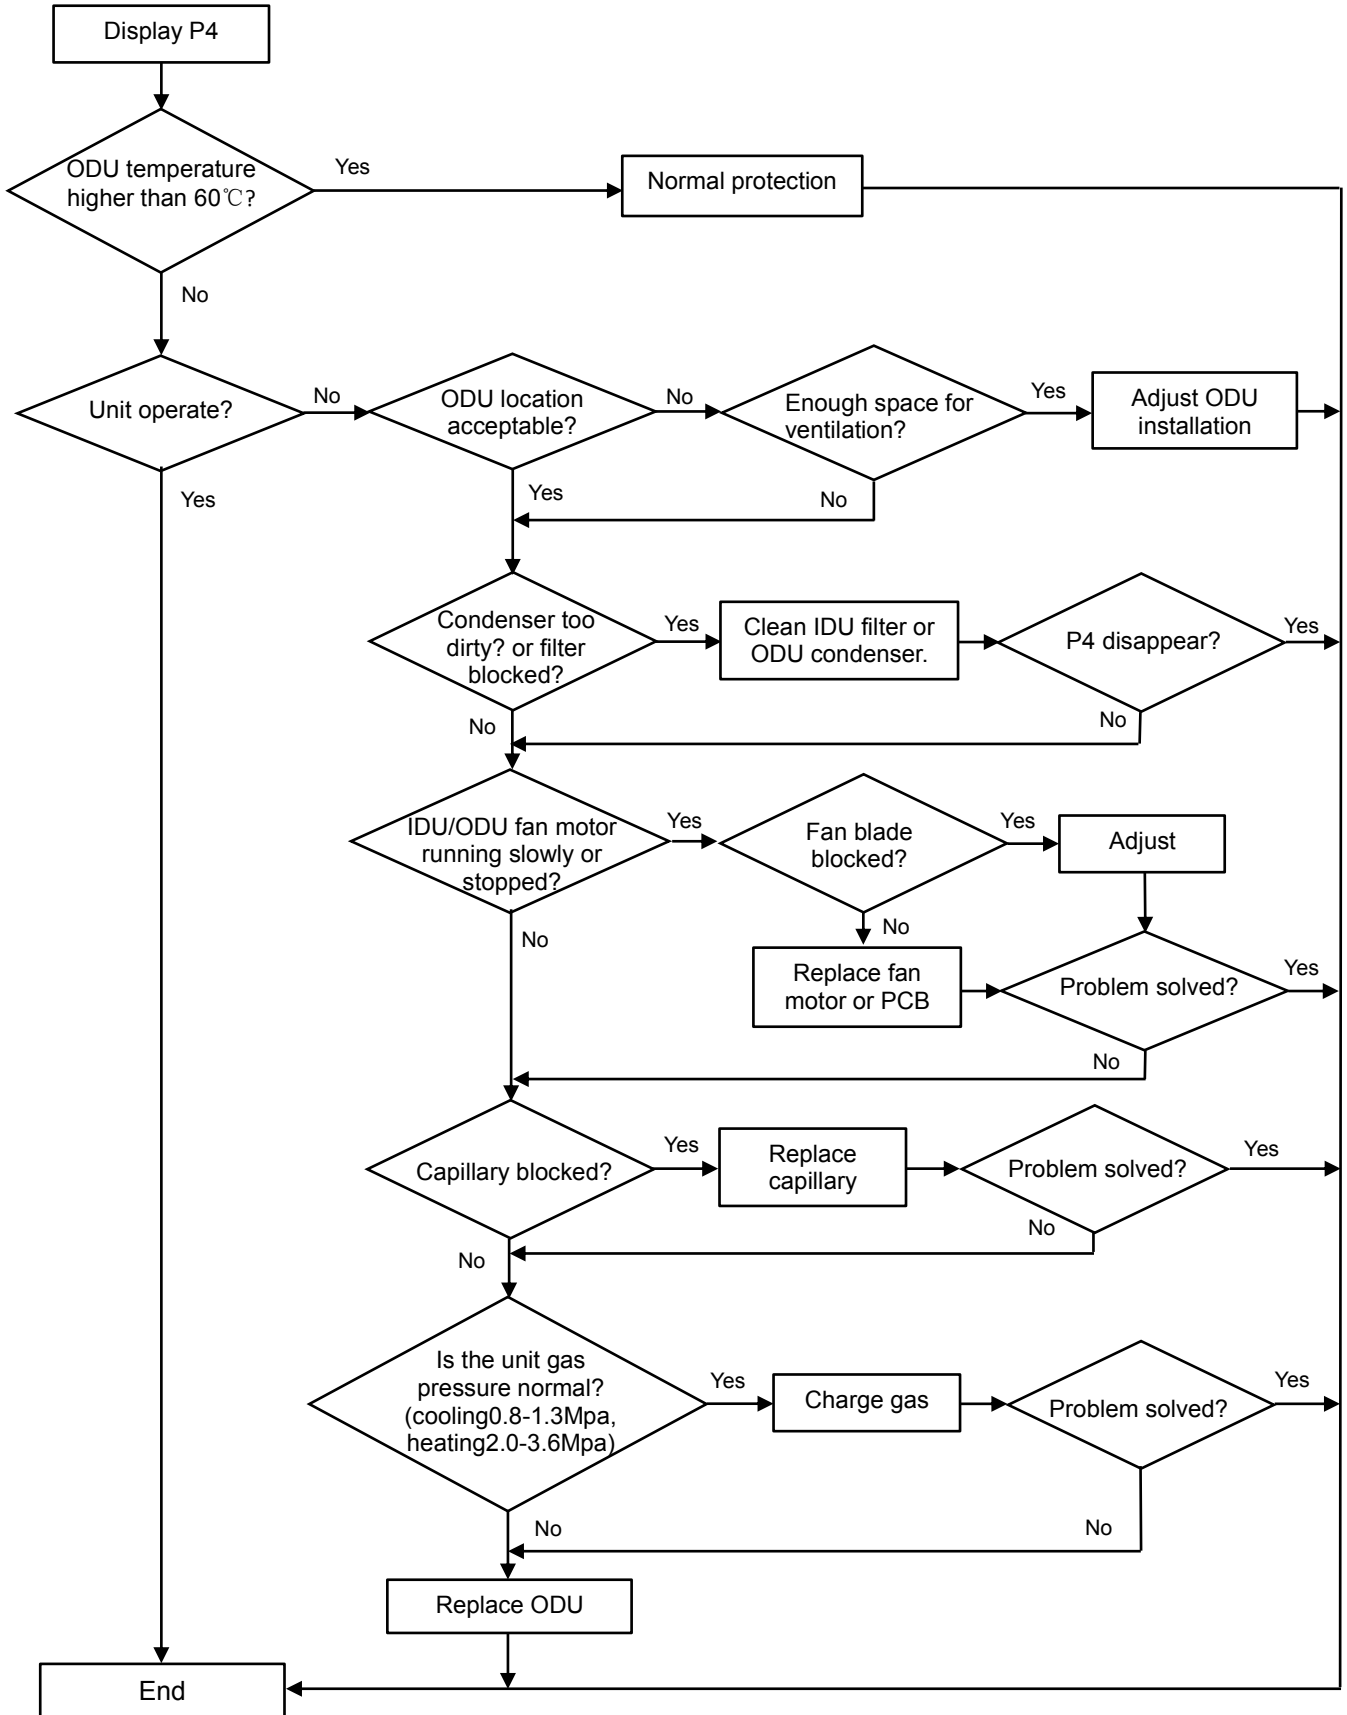 Display P4
ODU temperature
higher than 60℃?
Yes
Normal protection
No
Unit operate?
No
ODU location
acceptable?
No
Enough space for
ventilation?
Yes
Adjust ODU
installation
Yes
Yes
No
Condenser too
dirty? or filter
blocked?
Yes
Clean IDU filter or
ODU condenser.
P4 disappear?
Yes
No
No
IDU/ODU fan motor
running slowly or
stopped?
Yes
Fan blade
blocked?
Yes
Adjust
No
No
Replace fan
motor or PCB
Problem solved?
Yes
No
Capillary blocked?
Yes
Replace
capillary
Problem solved?
Yes
No
No
Is the unit gas
pressure normal?
(cooling0.8-1.3Mpa,
heating2.0-3.6Mpa)
Yes
Charge gas
Problem solved?
Yes
No
No
Replace ODU
End